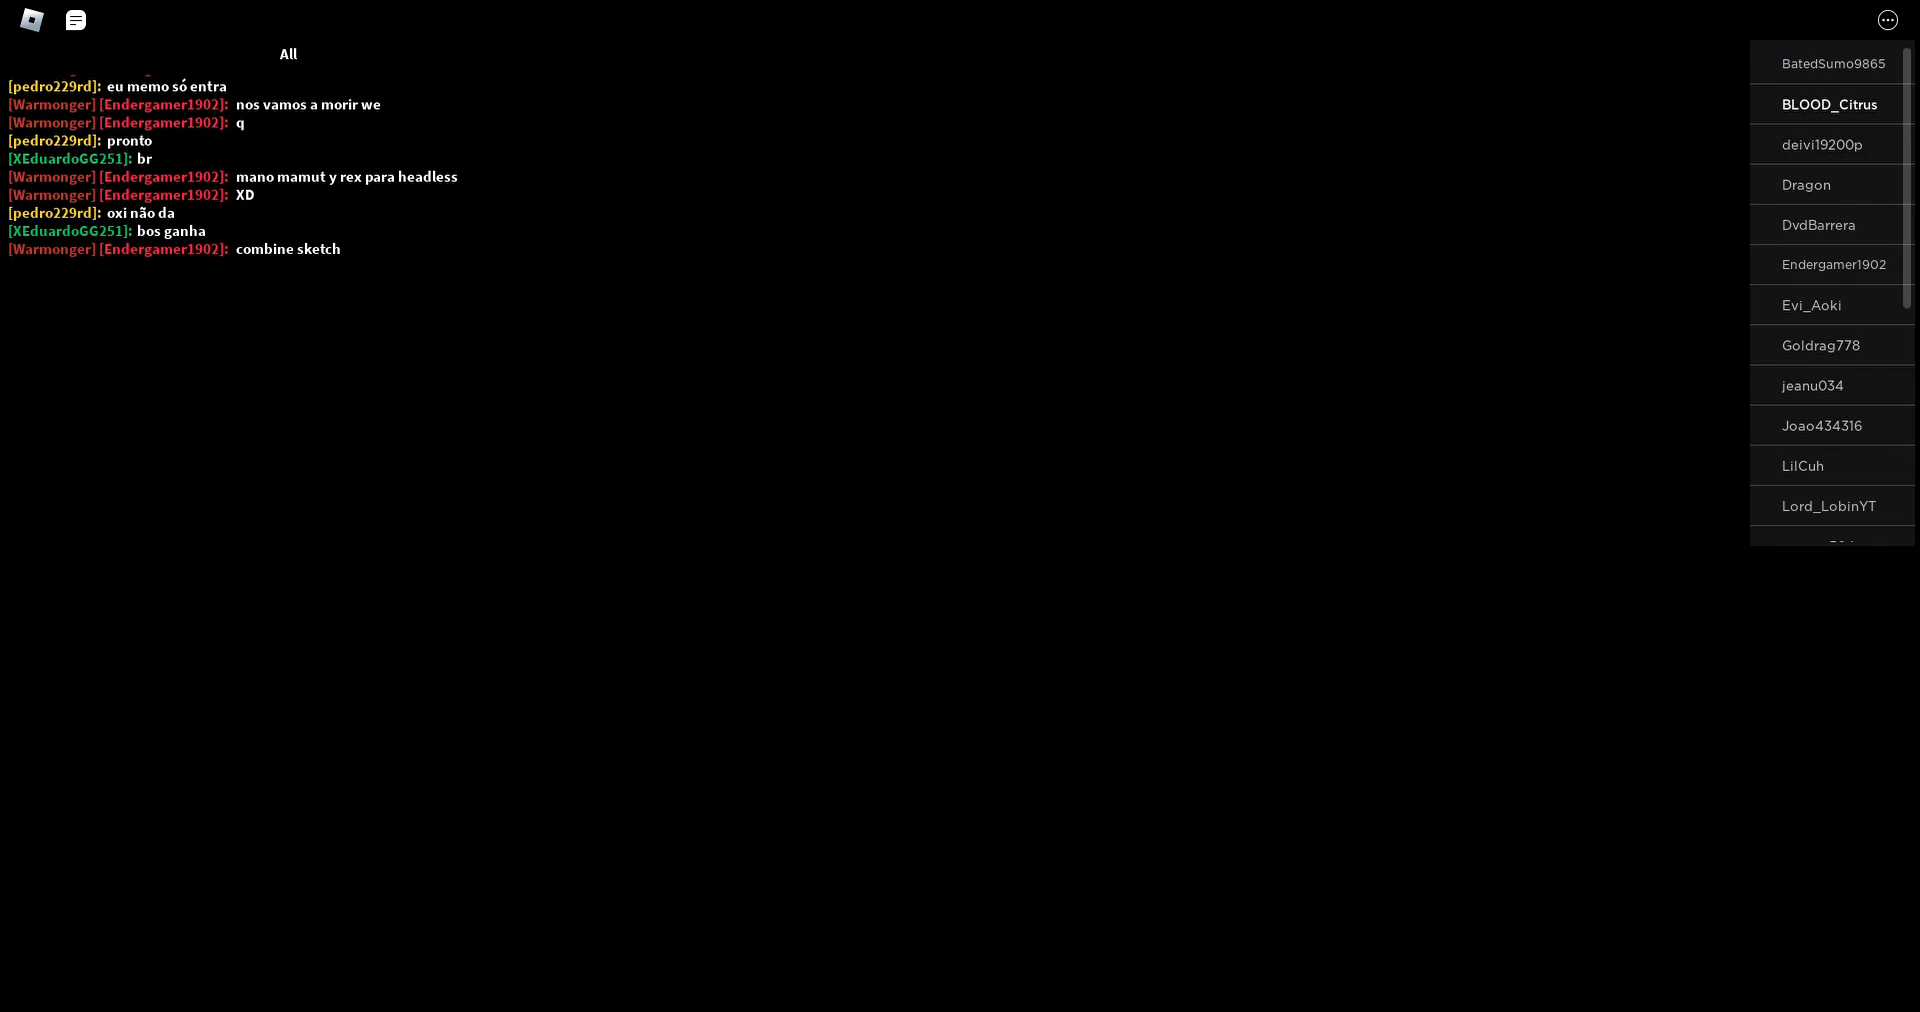 All
[pedro229rd]: eu memo só entra
[Warmonger] [Endergamer1902]: nos vamos a morir we
[Warmonger] [Endergamer1902]: q
[pedro229rd]: pronto
[XEduardoGG251]: br
[Warmonger] [Endergamer1902]: mano mamut y rex para headless
[Warmonger] [Endergamer1902]: XD
[pedro229rd]: oxi não da
[XEduardoGG251]: bos ganha
[Warmonger] [Endergamer1902]: combine sketch
BatedSumo9865
BLOOD_Citrus
deivi19200p
Dragon
DvdBarrera
Endergamer1902
Evi_Aoki
Goldrag778
jeanu034
Joao434316
LilCuh
Lord_LobinYT